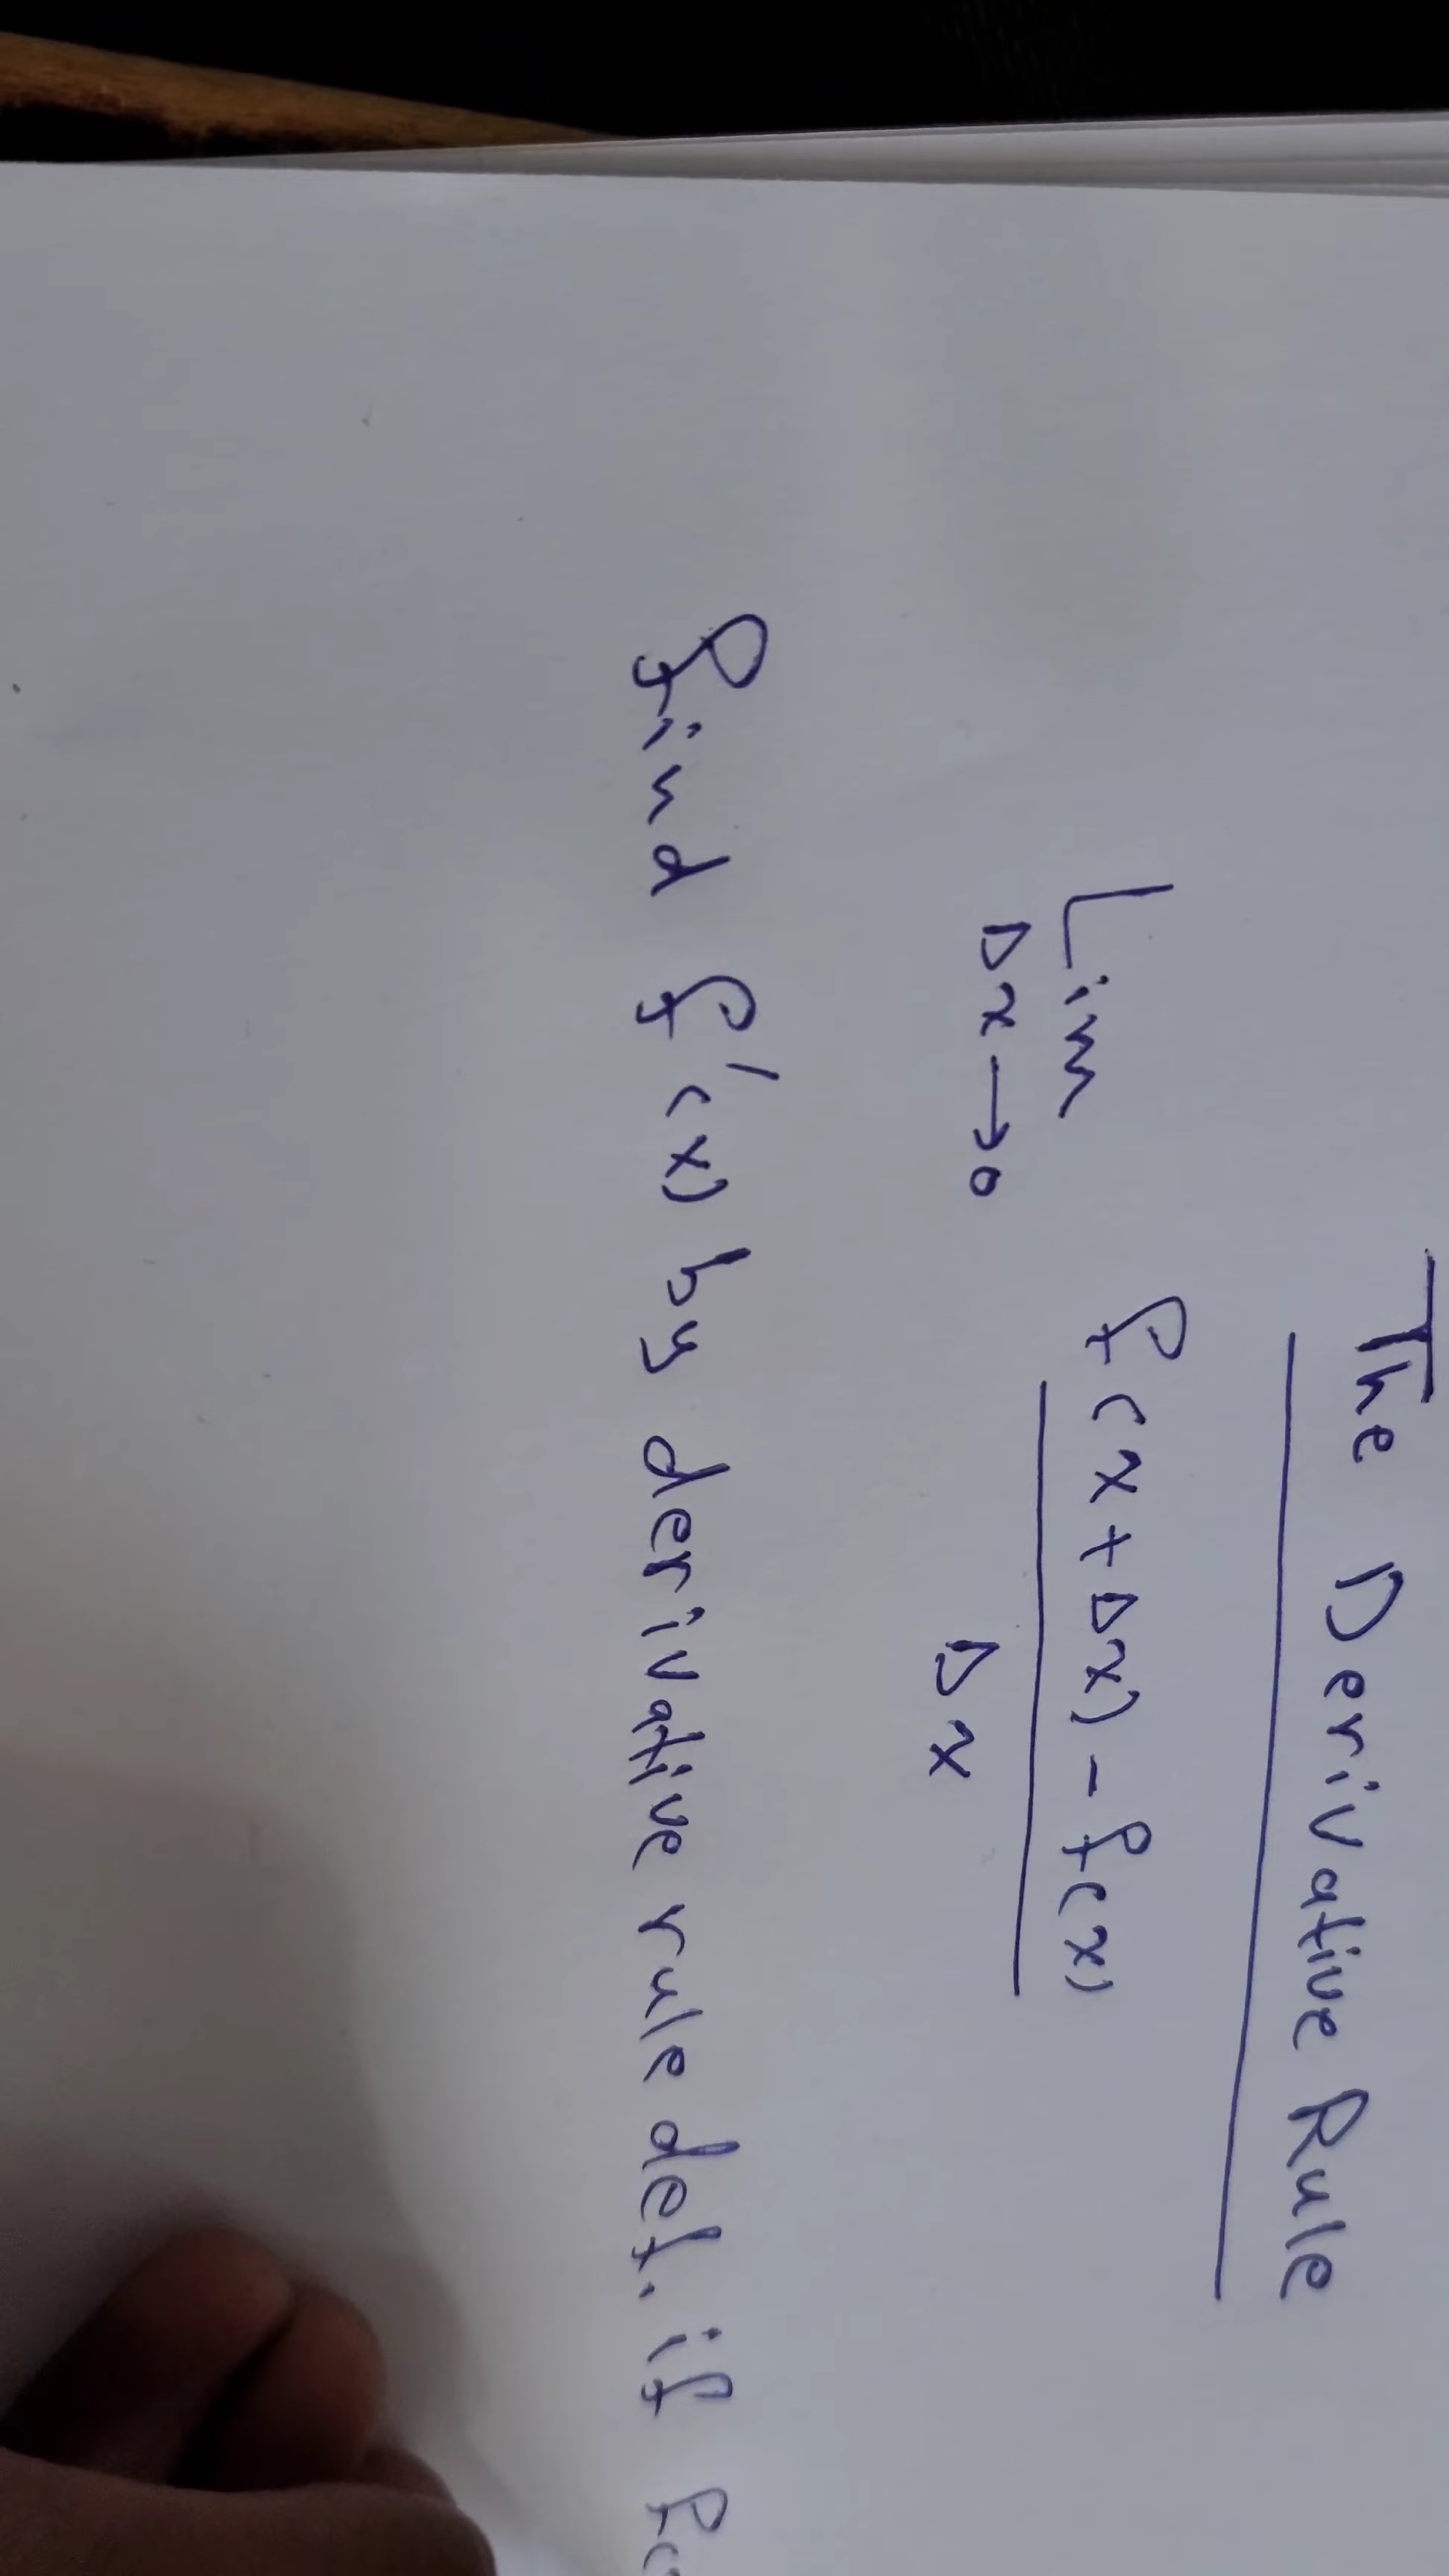 The Derivative Rule
Lim f(x+Δx)-f(x)
Δx→0 Δx
find f'(x) by derivative rule def. if f(